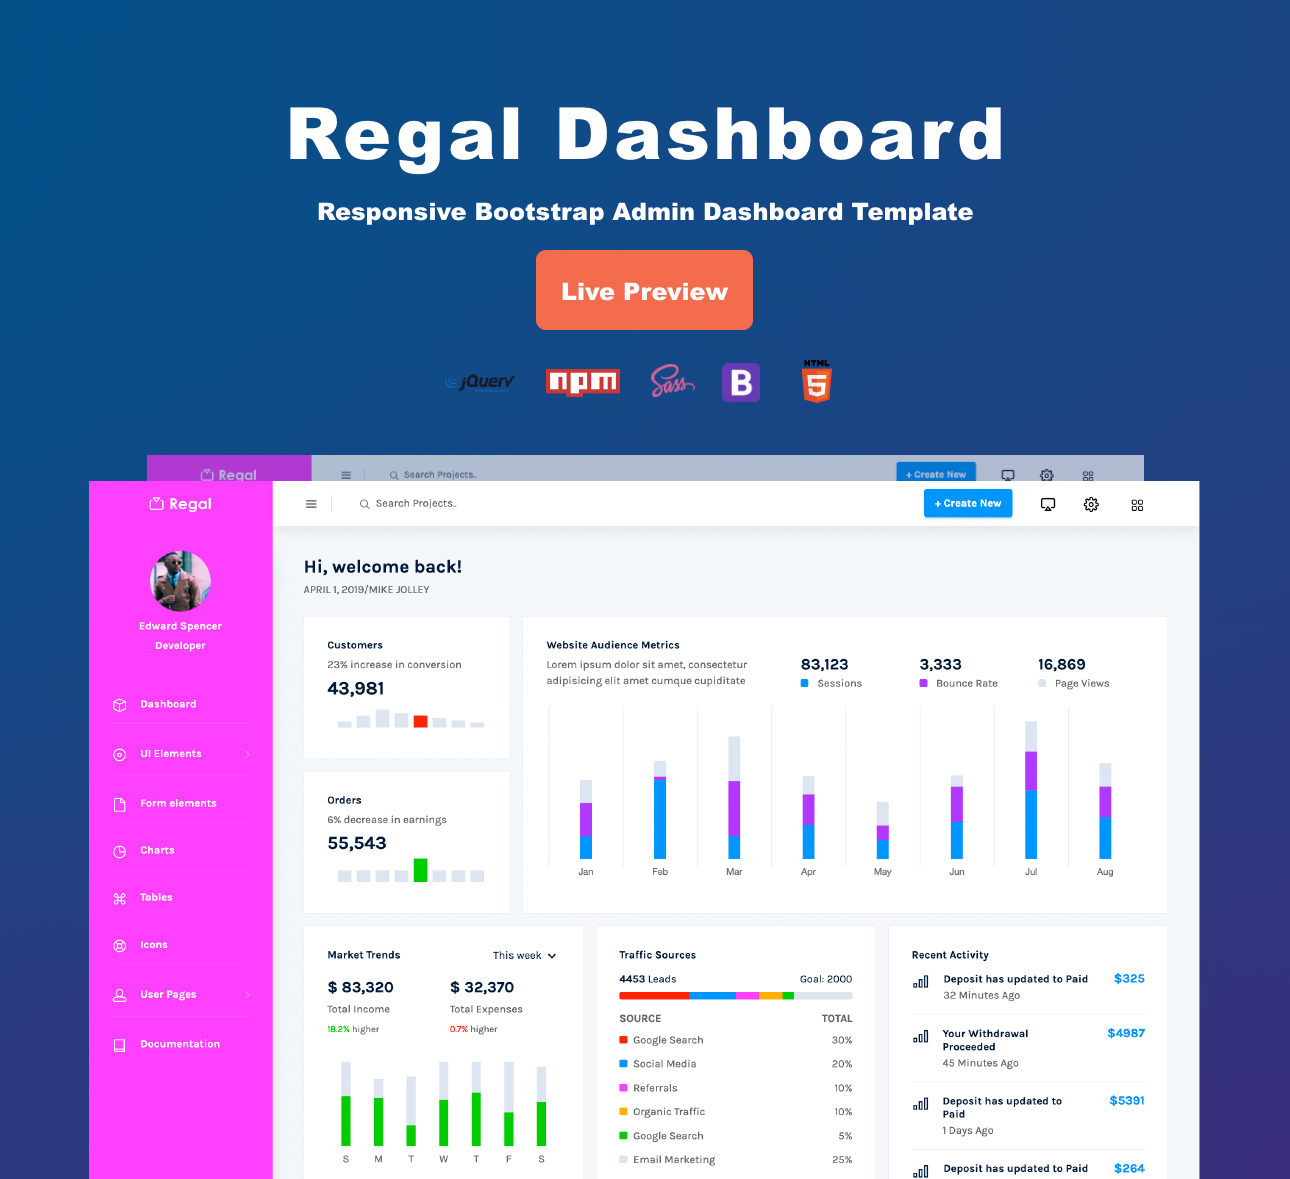 Regal Dashboard
Responsive Bootstrap Admin Dashboard Template
Live Preview
jQuery
npm
Sass
B
HTML
5
Regal
Search Projects..
+ Create New
Regal
Search Projects..
+ Create New
Edward Spencer
Developer
Dashboard
UI Elements
Form elements
Charts
Tables
Icons
User Pages
Documentation
Hi, welcome back!
APRIL 1, 2019/MIKE JOLLEY
Customers
23% increase in conversion
43,981
Orders
6% decrease in earnings
55,543
Website Audience Metrics
Lorem ipsum dolor sit amet, consectetur
adipisicing elit amet cumque cupiditate
83,123
Sessions
3,333
Bounce Rate
16,869
Page Views
Jan Feb Mar Apr May Jun Jul Aug
Market Trends
This week
$ 83,320
Total Income
18.2% higher
$ 32,370
Total Expenses
0.7% higher
S M T W T F S
Traffic Sources
4453 Leads
Goal: 2000
SOURCE TOTAL
Google Search 30%
Social Media 20%
Referrals 10%
Organic Traffic 10%
Google Search 5%
Email Marketing 25%
Recent Activity
Deposit has updated to Paid $325
32 Minutes Ago
Your Withdrawal $4987
Proceeded
45 Minutes Ago
Deposit has updated to $5391
Paid
1 Days Ago
Deposit has updated to Paid $264